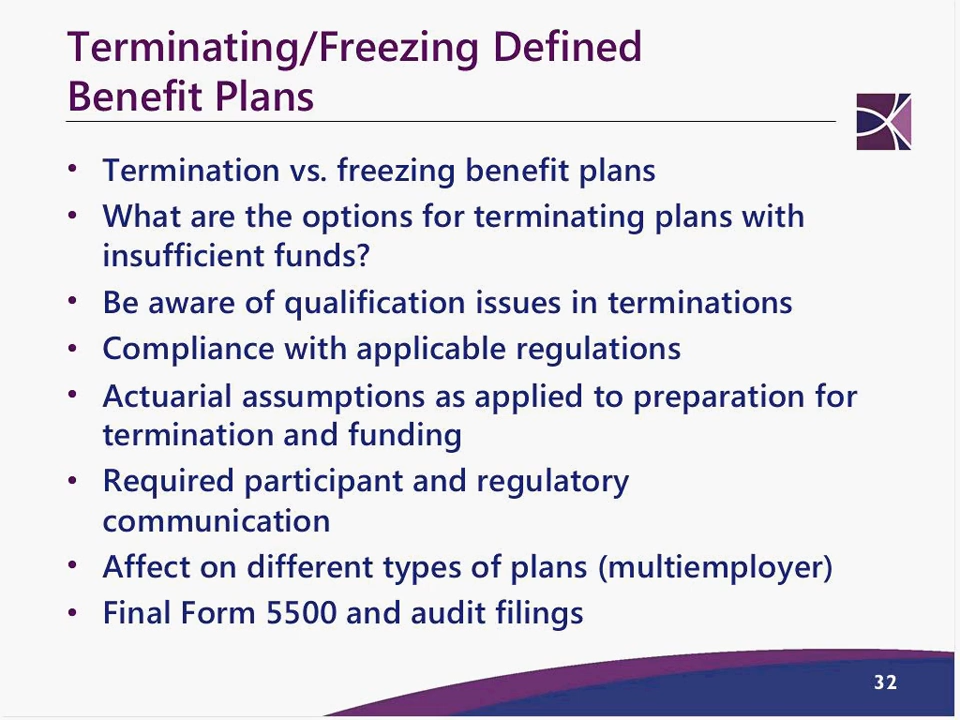 Terminating/Freezing Defined
Benefit Plans
• Termination vs. freezing benefit plans
• What are the options for terminating plans with
insufficient funds?
• Be aware of qualification issues in terminations
• Compliance with applicable regulations
• Actuarial assumptions as applied to preparation for
termination and funding
• Required participant and regulatory
communication
• Affect on different types of plans (multiemployer)
• Final Form 5500 and audit filings
32